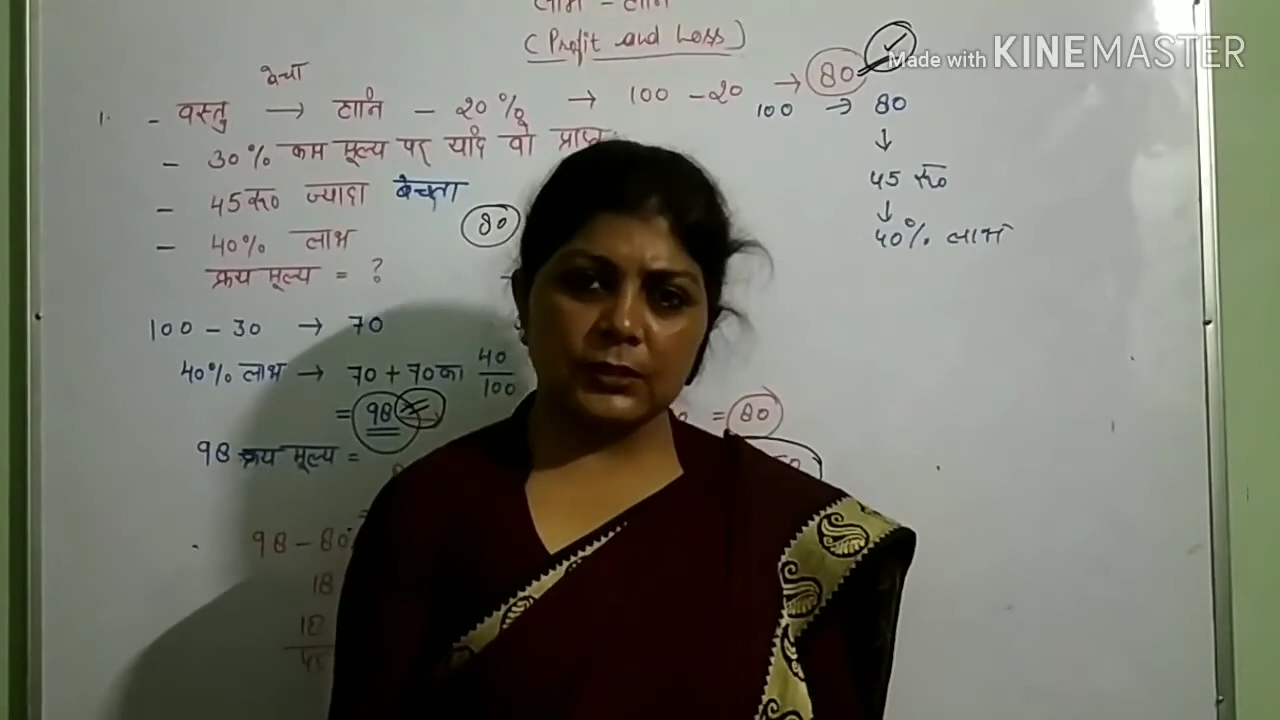 लाभ - हानि
(Profit and Loss)
Made with KINEMASTER
बेचा
1. - वस्तु → हानि - 20% → 100 - 20 → 80 ✓
100 → 80
- 30% कम मूल्य पर यदि वो प्राप्त
↓
- 45रू० ज्यादा बेचता
45 रू०
80
↓
- 40% लाभ
40% लाभ
क्रय मूल्य = ?
100 - 30 → 70
40% लाभ → 70 + 70का 40/100
= 98
= 80
98 क्रय मूल्य =
98 - 80
18
18